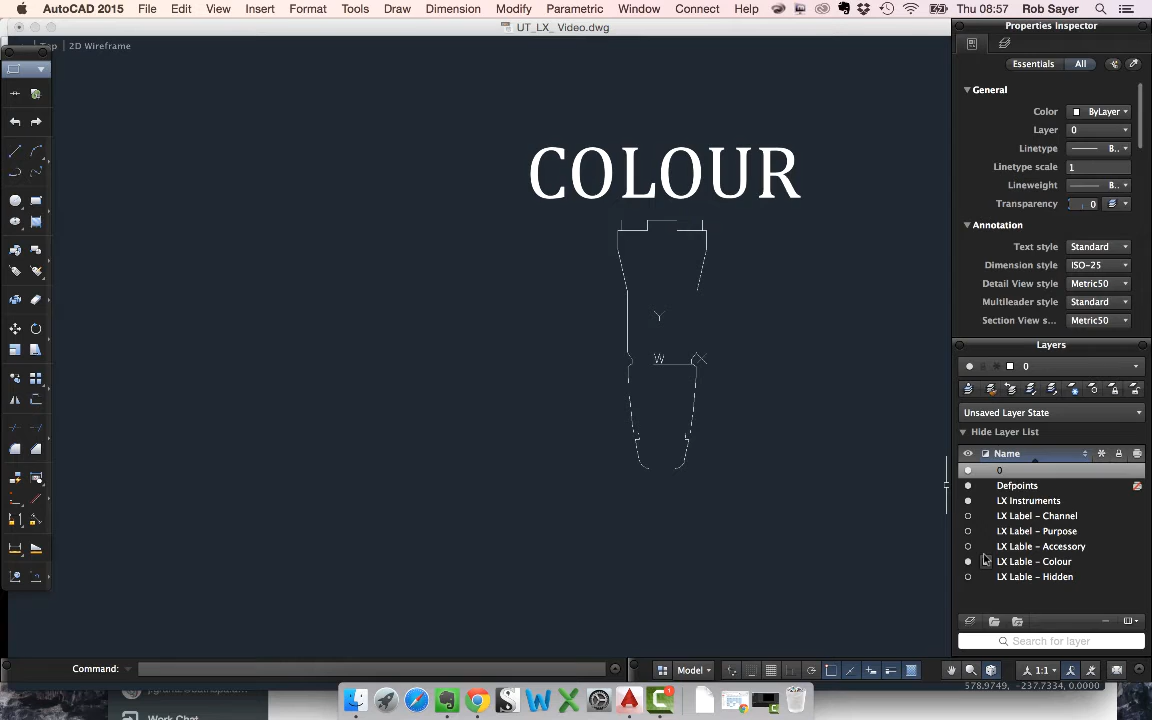 AutoCAD 2015 File Edit View Insert Format Tools Draw Dimension Modify Parametric Window Connect Help Thu 08:57 Rob Sayer
UT_LX_ Video.dwg
Top | 2D Wireframe
COLOUR
Y
W X
Command:
Model
1:1
578.9749, -237.7334, 0.0000
Properties Inspector
Essentials All
General
Color ByLayer
Layer 0
Linetype B..
Linetype scale 1
Lineweight B..
Transparency 0
Annotation
Text style Standard
Dimension style ISO-25
Detail View style Metric50
Multileader style Standard
Section View s... Metric50
Layers
0
Unsaved Layer State
Hide Layer List
Name
0
Defpoints
LX Instruments
LX Label - Channel
LX Label - Purpose
LX Lable - Accessory
LX Lable - Colour
LX Lable - Hidden
Search for layer
Work Chat